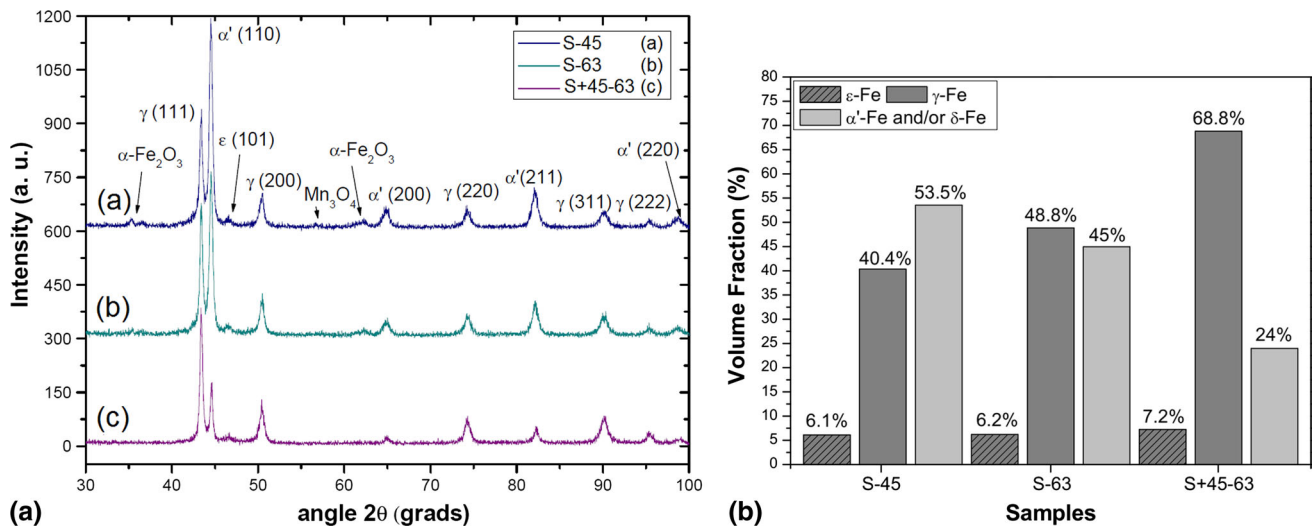 1200
1050
900
750
600
450
300
150
0
Intensity (a. u.)
α' (110)
S-45 (a)
S-63 (b)
S+45-63 (c)
γ (111)
ε (101)
α-Fe2O3
α-Fe2O3
α' (220)
γ (200)
Mn3O4
α' (200)
γ (220)
α'(211)
γ (311) γ (222)
(a)
(b)
(c)
30 40 50 60 70 80 90 100
(a) angle 2θ (grads)
80
75
70
65
60
55
50
45
40
35
30
25
20
15
10
5
0
Volume Fraction (%)
ε-Fe γ-Fe
α'-Fe and/or δ-Fe
6.1%
40.4%
53.5%
6.2%
48.8%
45%
7.2%
68.8%
24%
S-45 S-63 S+45-63
(b) Samples